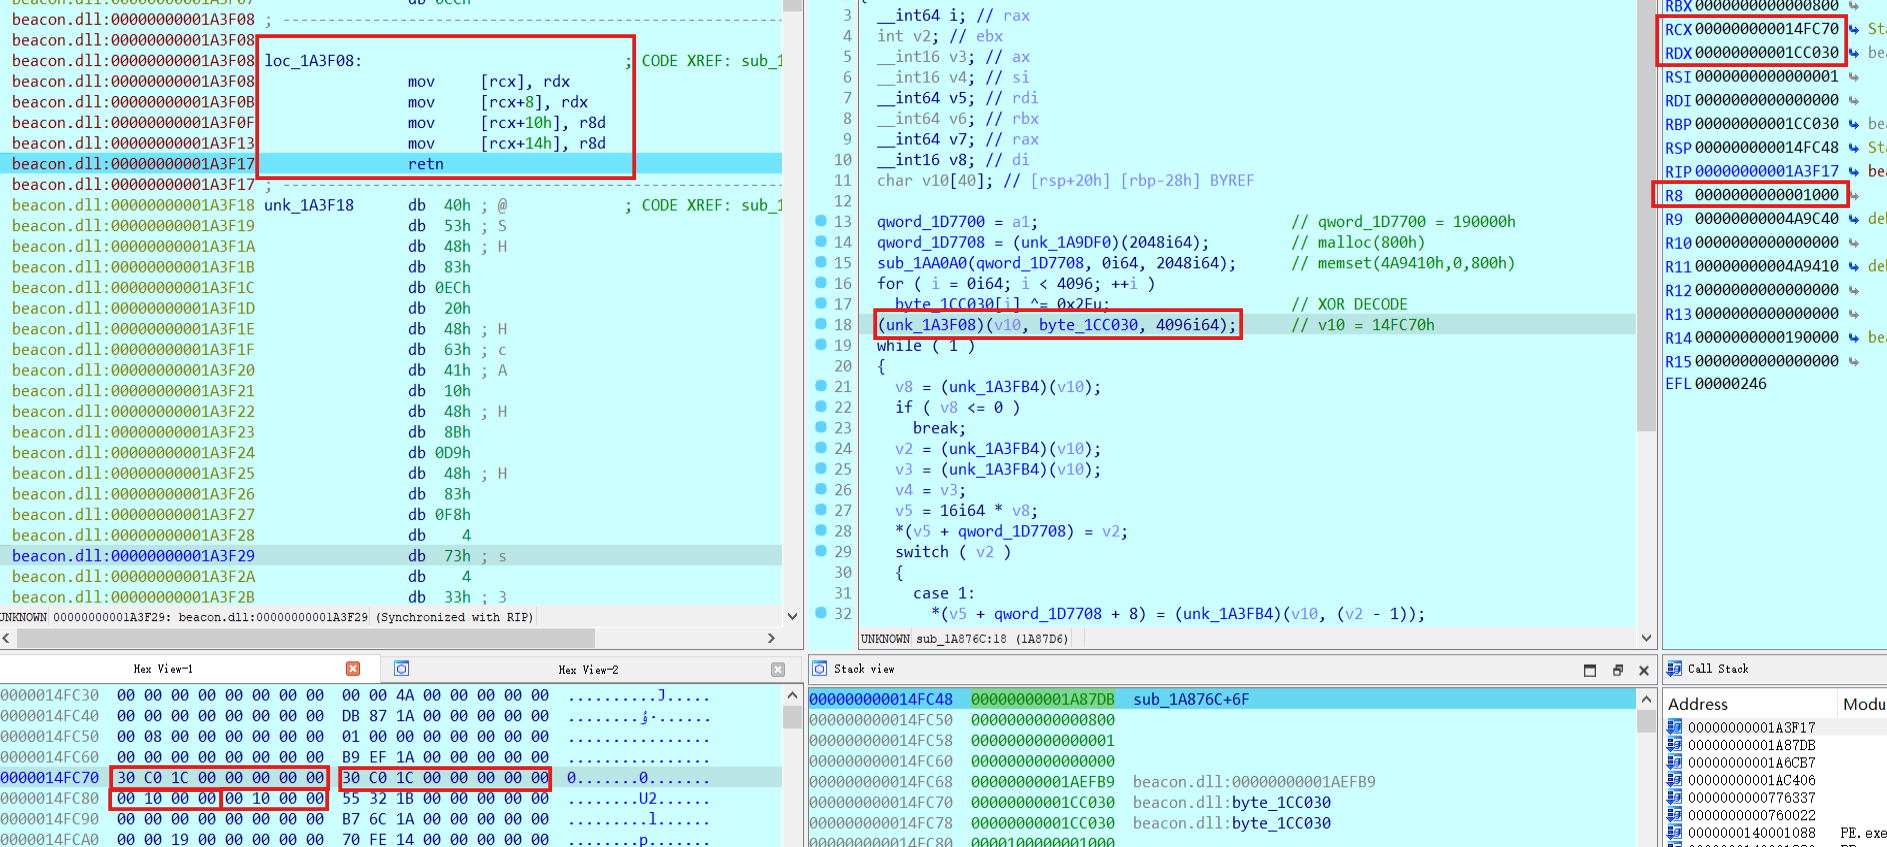 beacon.dll:00000000001A3F07 db 0CCh
beacon.dll:00000000001A3F08 ; ---------------------------------------------------------
beacon.dll:00000000001A3F08
beacon.dll:00000000001A3F08 loc_1A3F08: ; CODE XREF: sub_1
beacon.dll:00000000001A3F08 mov [rcx], rdx
beacon.dll:00000000001A3F0B mov [rcx+8], rdx
beacon.dll:00000000001A3F0F mov [rcx+10h], r8d
beacon.dll:00000000001A3F13 mov [rcx+14h], r8d
beacon.dll:00000000001A3F17 retn
beacon.dll:00000000001A3F17 ; ---------------------------------------------------------
beacon.dll:00000000001A3F18 unk_1A3F18 db 40h ; @ ; CODE XREF: sub_1
beacon.dll:00000000001A3F19 db 53h ; S
beacon.dll:00000000001A3F1A db 48h ; H
beacon.dll:00000000001A3F1B db 83h
beacon.dll:00000000001A3F1C db 0ECh
beacon.dll:00000000001A3F1D db 20h
beacon.dll:00000000001A3F1E db 48h ; H
beacon.dll:00000000001A3F1F db 63h ; c
beacon.dll:00000000001A3F20 db 41h ; A
beacon.dll:00000000001A3F21 db 10h
beacon.dll:00000000001A3F22 db 48h ; H
beacon.dll:00000000001A3F23 db 8Bh
beacon.dll:00000000001A3F24 db 0D9h
beacon.dll:00000000001A3F25 db 48h ; H
beacon.dll:00000000001A3F26 db 83h
beacon.dll:00000000001A3F27 db 0F8h
beacon.dll:00000000001A3F28 db 4
beacon.dll:00000000001A3F29 db 73h ; s
beacon.dll:00000000001A3F2A db 4
beacon.dll:00000000001A3F2B db 33h ; 3
UNKNOWN 00000000001A3F29: beacon.dll:00000000001A3F29 (Synchronized with RIP)
3 __int64 i; // rax
4 int v2; // ebx
5 __int16 v3; // ax
6 __int16 v4; // si
7 __int64 v5; // rdi
8 __int64 v6; // rbx
9 __int64 v7; // rax
10 __int16 v8; // di
11 char v10[40]; // [rsp+20h] [rbp-28h] BYREF
12
13 qword_1D7700 = a1; // qword_1D7700 = 190000h
14 qword_1D7708 = (unk_1A9DF0)(2048i64); // malloc(800h)
15 sub_1AA0A0(qword_1D7708, 0i64, 2048i64); // memset(4A9410h,0,800h)
16 for ( i = 0i64; i < 4096; ++i )
17 byte_1CC030[i] ^= 0x2Eu; // XOR DECODE
18 (unk_1A3F08)(v10, byte_1CC030, 4096i64); // v10 = 14FC70h
19 while ( 1 )
20 {
21 v8 = (unk_1A3FB4)(v10);
22 if ( v8 <= 0 )
23 break;
24 v2 = (unk_1A3FB4)(v10);
25 v3 = (unk_1A3FB4)(v10);
26 v4 = v3;
27 v5 = 16i64 * v8;
28 *(v5 + qword_1D7708) = v2;
29 switch ( v2 )
30 {
31 case 1:
32 *(v5 + qword_1D7708 + 8) = (unk_1A3FB4)(v10, (v2 - 1));
UNKNOWN sub_1A876C:18 (1A87D6)
RBX 0000000000000800
RCX 000000000014FC70 Sta
RDX 00000000001CC030 be
RSI 0000000000000001
RDI 0000000000000000
RBP 00000000001CC030 be
RSP 000000000014FC48 Sta
RIP 00000000001A3F17 be
R8 0000000000001000
R9 00000000004A9C40 de
R10 0000000000000000
R11 00000000004A9410 de
R12 0000000000000000
R13 0000000000000000
R14 0000000000190000 be
R15 0000000000000000
EFL 00000246
Hex View-1
Hex View-2
0000014FC30 00 00 00 00 00 00 00 00 00 00 4A 00 00 00 00 00 ..........J.....
0000014FC40 00 00 00 00 00 00 00 00 DB 87 1A 00 00 00 00 00
0000014FC50 00 08 00 00 00 00 00 00 01 00 00 00 00 00 00 00 ................
0000014FC60 00 00 00 00 00 00 00 00 B9 EF 1A 00 00 00 00 00
0000014FC70 30 C0 1C 00 00 00 00 00 30 C0 1C 00 00 00 00 00 0.......0.......
0000014FC80 00 10 00 00 00 10 00 00 55 32 1B 00 00 00 00 00 ........U2......
0000014FC90 00 00 00 00 00 00 00 00 B7 6C 1A 00 00 00 00 00 .........l......
0000014FCA0 00 00 19 00 00 00 00 00 70 FE 14 00 00 00 00 00 ........p.......
Stack view
000000000014FC48 00000000001A87DB sub_1A876C+6F
000000000014FC50 0000000000000800
000000000014FC58 0000000000000001
000000000014FC60 0000000000000000
000000000014FC68 00000000001AEFB9 beacon.dll:00000000001AEFB9
000000000014FC70 00000000001CC030 beacon.dll:byte_1CC030
000000000014FC78 00000000001CC030 beacon.dll:byte_1CC030
000000000014FC80 0000100000001000
Call Stack
Address Modu
00000000001A3F17
00000000001A87DB
00000000001A6CB7
00000000001AC406
0000000000776337
0000000000760022
0000000140001088 PE.exe